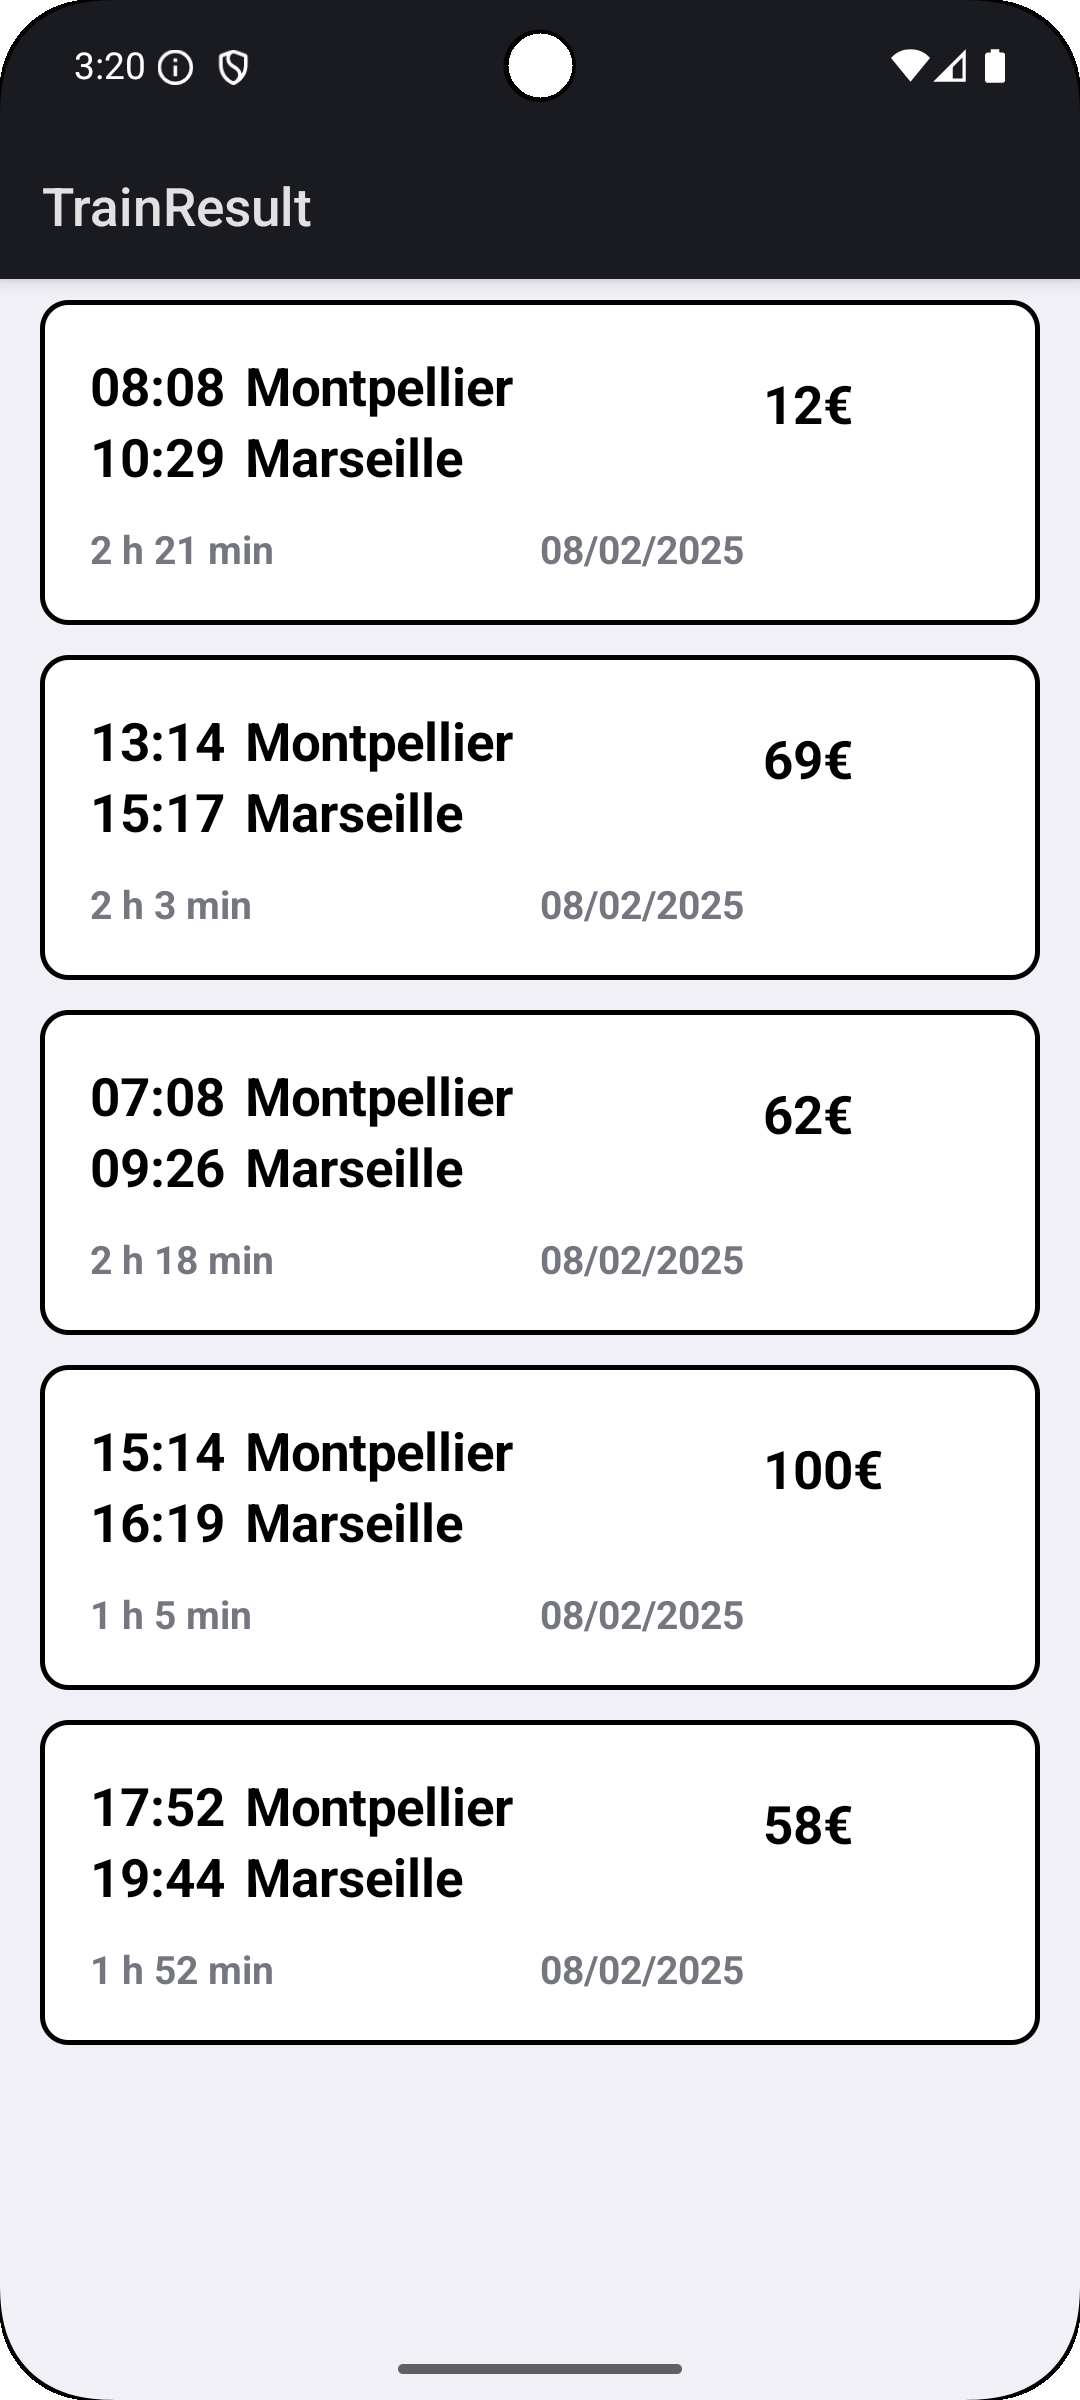 3:20
TrainResult
08:08 Montpellier 12€
10:29 Marseille
2 h 21 min 08/02/2025
13:14 Montpellier 69€
15:17 Marseille
2 h 3 min 08/02/2025
07:08 Montpellier 62€
09:26 Marseille
2 h 18 min 08/02/2025
15:14 Montpellier 100€
16:19 Marseille
1 h 5 min 08/02/2025
17:52 Montpellier 58€
19:44 Marseille
1 h 52 min 08/02/2025